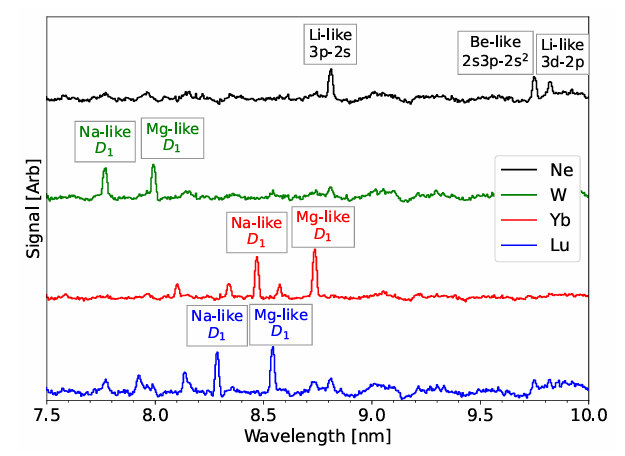 Li-like
3p-2s
Be-like
2s3p-2s²
Li-like
3d-2p
Na-like
D₁
Mg-like
D₁
Ne
W
Yb
Lu
Na-like
D₁
Mg-like
D₁
Na-like
D₁
Mg-like
D₁
Signal [Arb]
7.5 8.0 8.5 9.0 9.5 10.0
Wavelength [nm]